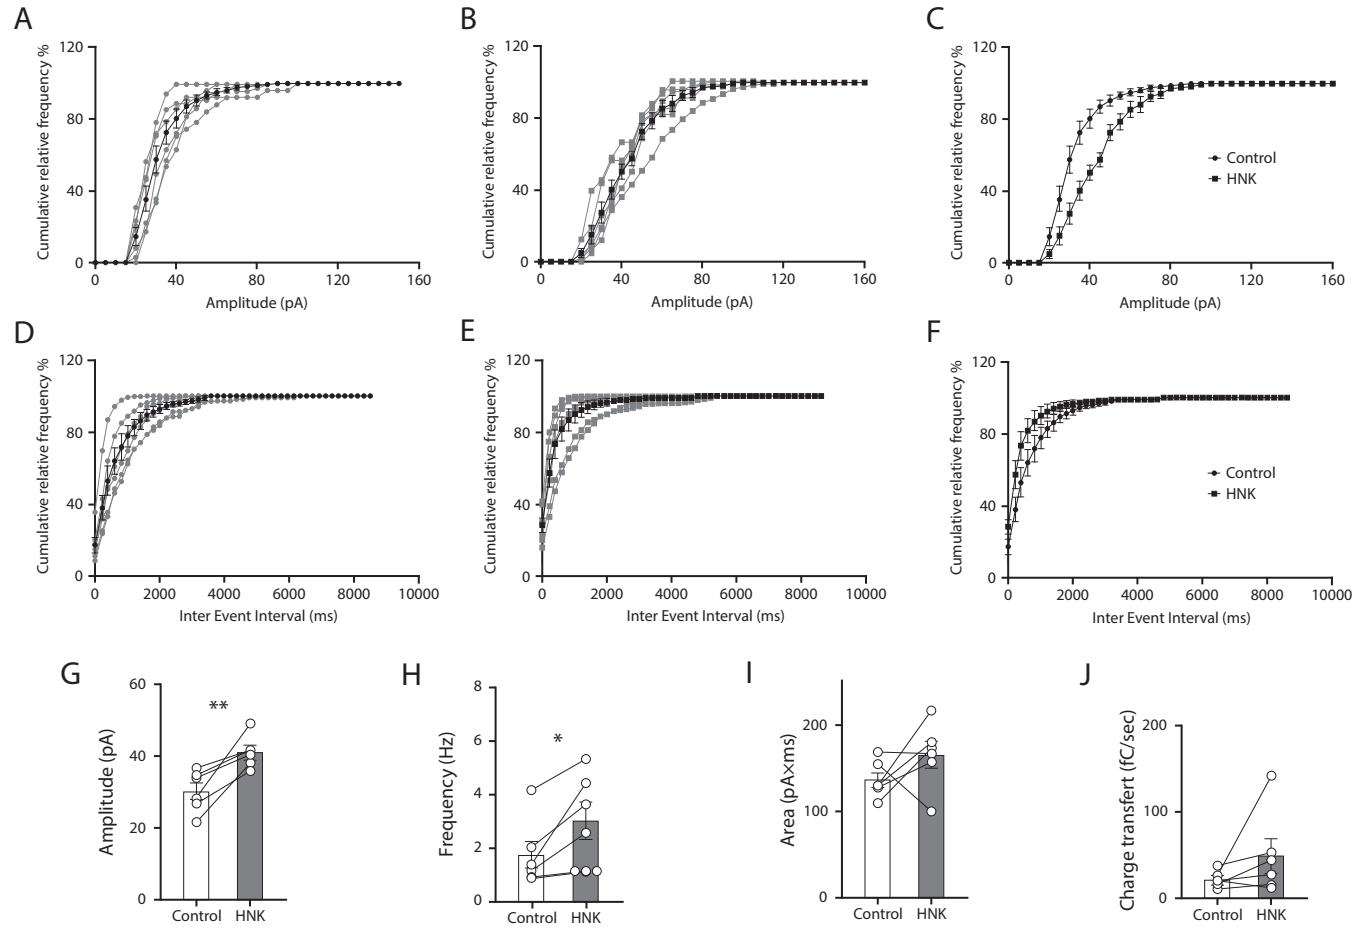 A
B
C
Cumulative relative frequency %
120
80
40
0
0 40 80 120 160
Amplitude (pA)
Cumulative relative frequency %
120
80
40
0
0 40 80 120 160
Amplitude (pA)
Cumulative relative frequency %
120
80
40
0
Control
HNK
0 40 80 120 160
Amplitude (pA)
D
E
F
Cumulative relative frequency %
120
80
40
0
0 2000 4000 6000 8000 10000
Inter Event Interval (ms)
Cumulative relative frequency %
120
80
40
0
0 2000 4000 6000 8000 10000
Inter Event Interval (ms)
Cumulative relative frequency %
120
80
40
0
Control
HNK
0 2000 4000 6000 8000 10000
Inter Event Interval (ms)
G
Amplitude (pA)
60
40
20
0
**
Control HNK
H
Frequency (Hz)
8
6
4
2
0
*
Control HNK
I
Area (pA×ms)
200
100
0
Control HNK
J
Charge transfert (fC/sec)
200
100
0
Control HNK